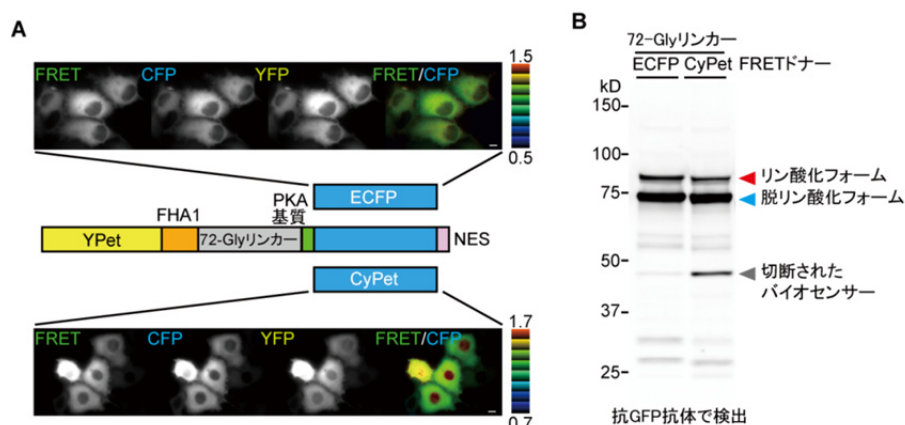 A
FRET CFP YFP FRET/CFP 1.5
0.5
ECFP
PKA
基質
FHA1
YPet 72-Glyリンカー NES
CyPet
FRET CFP YFP FRET/CFP 1.7
0.7
B
72-Glyリンカー
ECFP CyPet FRETドナー
kD
150
100
75
50
37
25
リン酸化フォーム
脱リン酸化フォーム
切断された
バイオセンサー
抗GFP抗体で検出